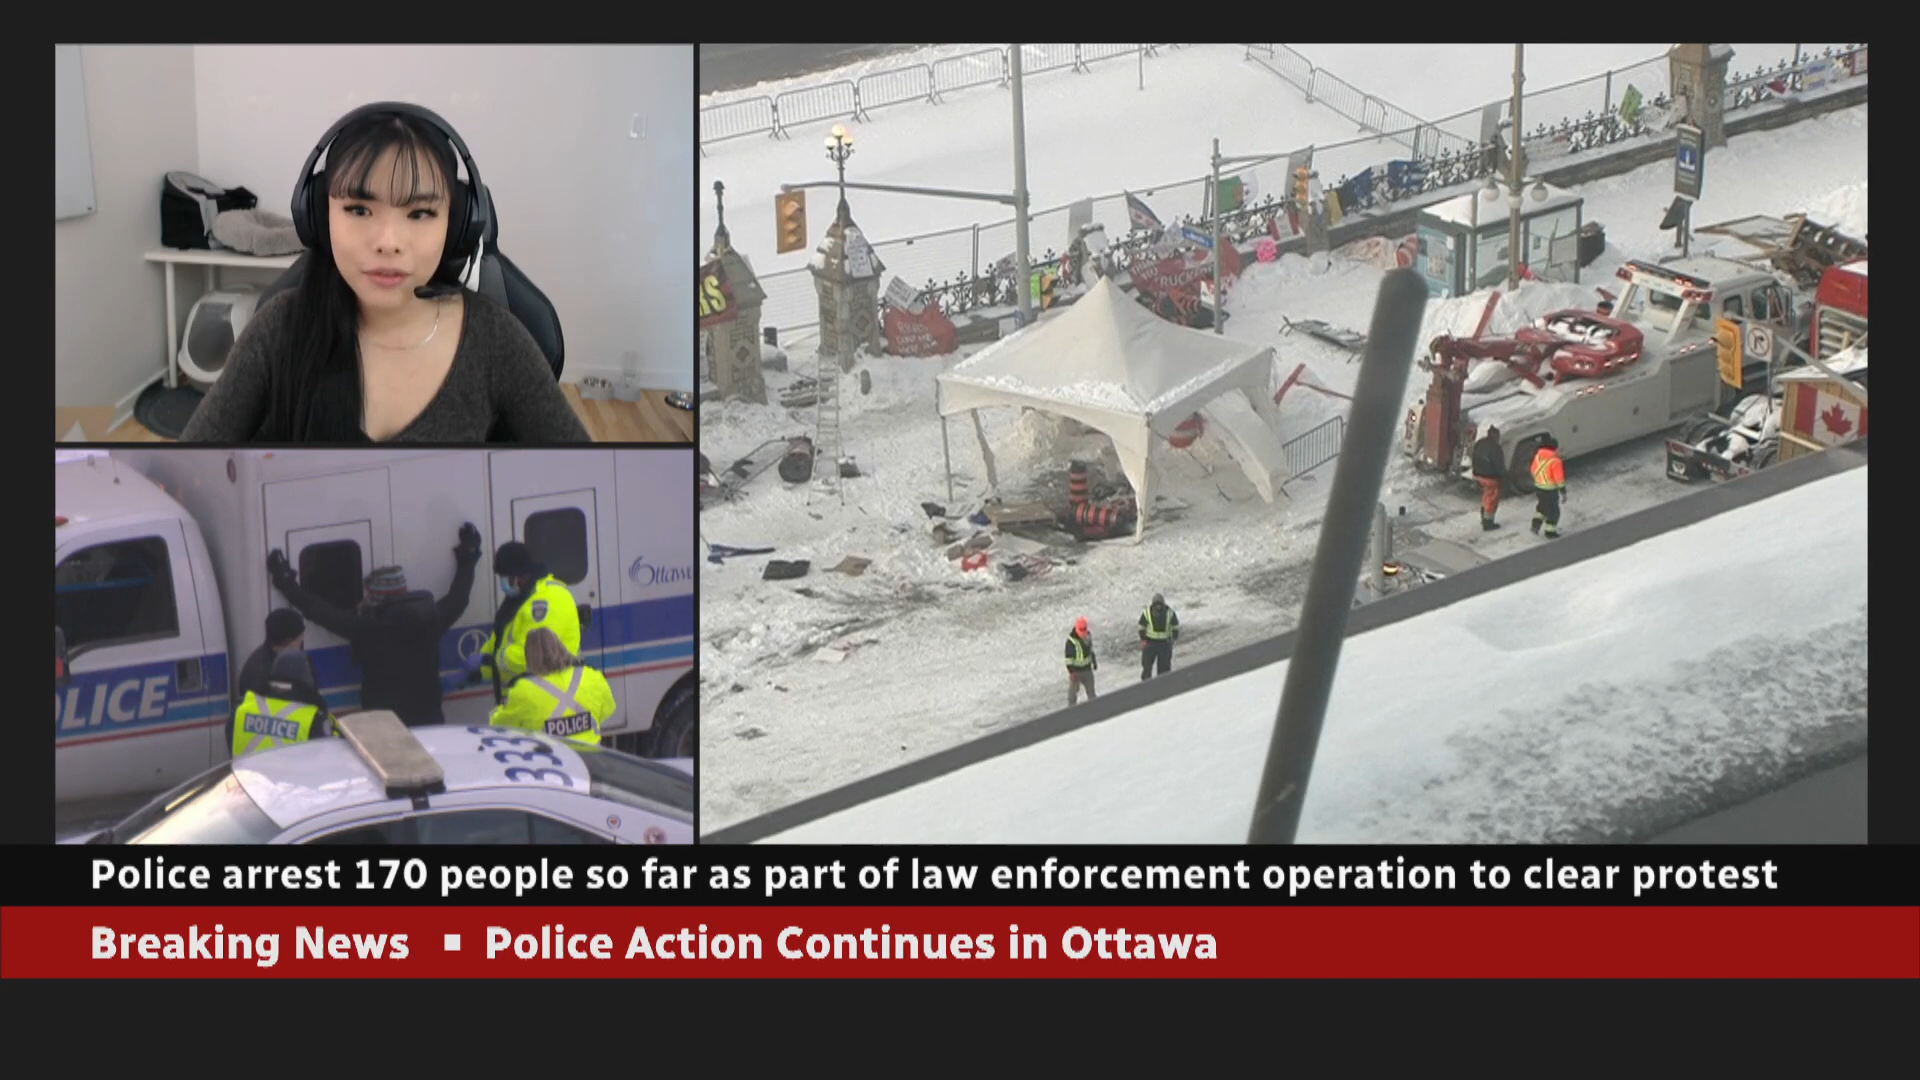 Ottawa
POLICE
POLICE
POLICE
333
Police arrest 170 people so far as part of law enforcement operation to clear protest
Breaking News ▪ Police Action Continues in Ottawa